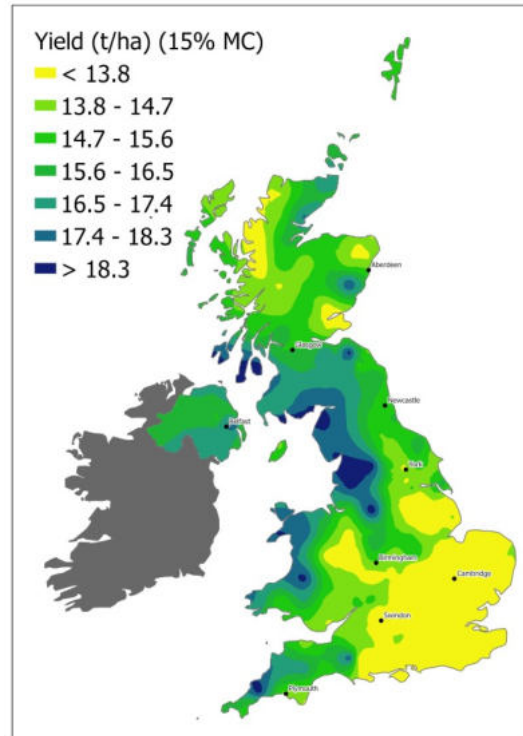 Yield (t/ha) (15% MC)
< 13.8
13.8 - 14.7
14.7 - 15.6
15.6 - 16.5
16.5 - 17.4
17.4 - 18.3
> 18.3
Aberdeen
Glasgow
Newcastle
Belfast
York
Birmingham
Cambridge
Swindon
Plymouth